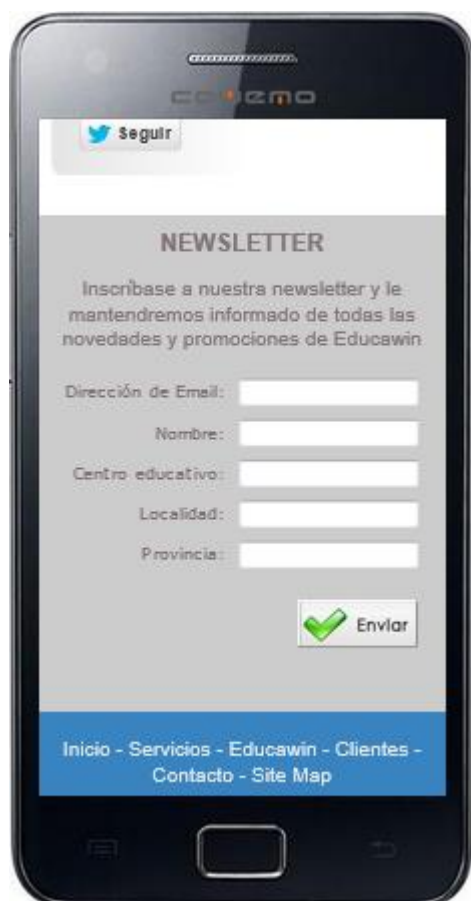 codemo
Seguir
NEWSLETTER
Inscríbase a nuestra newsletter y le
mantendremos informado de todas las
novedades y promociones de Educawin
Dirección de Email:
Nombre:
Centro educativo:
Localidad:
Provincia:
Enviar
Inicio - Servicios - Educawin - Clientes -
Contacto - Site Map